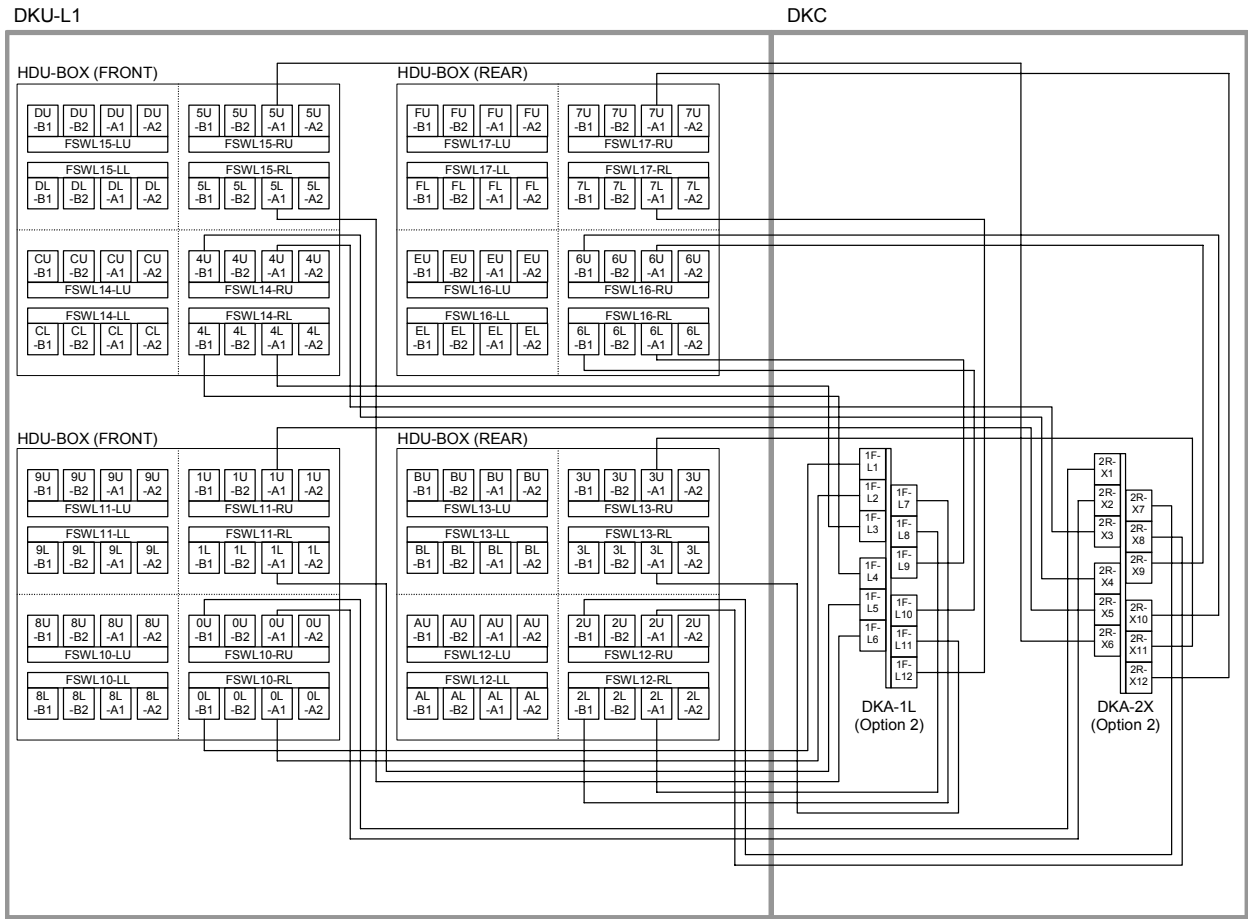 DKU-L1
DKC
HDU-BOX (FRONT)
DU DU DU DU
-B1 -B2 -A1 -A2
FSWL15-LU
5U 5U 5U 5U
-B1 -B2 -A1 -A2
FSWL15-RU
FSWL15-LL
DL DL DL DL
-B1 -B2 -A1 -A2
FSWL15-RL
5L 5L 5L 5L
-B1 -B2 -A1 -A2
CU CU CU CU
-B1 -B2 -A1 -A2
FSWL14-LU
4U 4U 4U 4U
-B1 -B2 -A1 -A2
FSWL14-RU
FSWL14-LL
CL CL CL CL
-B1 -B2 -A1 -A2
FSWL14-RL
4L 4L 4L 4L
-B1 -B2 -A1 -A2
HDU-BOX (REAR)
FU FU FU FU
-B1 -B2 -A1 -A2
FSWL17-LU
7U 7U 7U 7U
-B1 -B2 -A1 -A2
FSWL17-RU
FSWL17-LL
FL FL FL FL
-B1 -B2 -A1 -A2
FSWL17-RL
7L 7L 7L 7L
-B1 -B2 -A1 -A2
EU EU EU EU
-B1 -B2 -A1 -A2
FSWL16-LU
6U 6U 6U 6U
-B1 -B2 -A1 -A2
FSWL16-RU
FSWL16-LL
EL EL EL EL
-B1 -B2 -A1 -A2
FSWL16-RL
6L 6L 6L 6L
-B1 -B2 -A1 -A2
HDU-BOX (FRONT)
9U 9U 9U 9U
-B1 -B2 -A1 -A2
FSWL11-LU
1U 1U 1U 1U
-B1 -B2 -A1 -A2
FSWL11-RU
FSWL11-LL
9L 9L 9L 9L
-B1 -B2 -A1 -A2
FSWL11-RL
1L 1L 1L 1L
-B1 -B2 -A1 -A2
8U 8U 8U 8U
-B1 -B2 -A1 -A2
FSWL10-LU
0U 0U 0U 0U
-B1 -B2 -A1 -A2
FSWL10-RU
FSWL10-LL
8L 8L 8L 8L
-B1 -B2 -A1 -A2
FSWL10-RL
0L 0L 0L 0L
-B1 -B2 -A1 -A2
HDU-BOX (REAR)
BU BU BU BU
-B1 -B2 -A1 -A2
FSWL13-LU
3U 3U 3U 3U
-B1 -B2 -A1 -A2
FSWL13-RU
FSWL13-LL
BL BL BL BL
-B1 -B2 -A1 -A2
FSWL13-RL
3L 3L 3L 3L
-B1 -B2 -A1 -A2
AU AU AU AU
-B1 -B2 -A1 -A2
FSWL12-LU
2U 2U 2U 2U
-B1 -B2 -A1 -A2
FSWL12-RU
FSWL12-LL
AL AL AL AL
-B1 -B2 -A1 -A2
FSWL12-RL
2L 2L 2L 2L
-B1 -B2 -A1 -A2
1F-
L1
1F-
L2
1F-
L3
1F-
L4
1F-
L5
1F-
L6
1F-
L7
1F-
L8
1F-
L9
1F-
L10
1F-
L11
1F-
L12
DKA-1L
(Option 2)
2R-
X1
2R-
X2
2R-
X3
2R-
X4
2R-
X5
2R-
X6
2R-
X7
2R-
X8
2R-
X9
2R-
X10
2R-
X11
2R-
X12
DKA-2X
(Option 2)